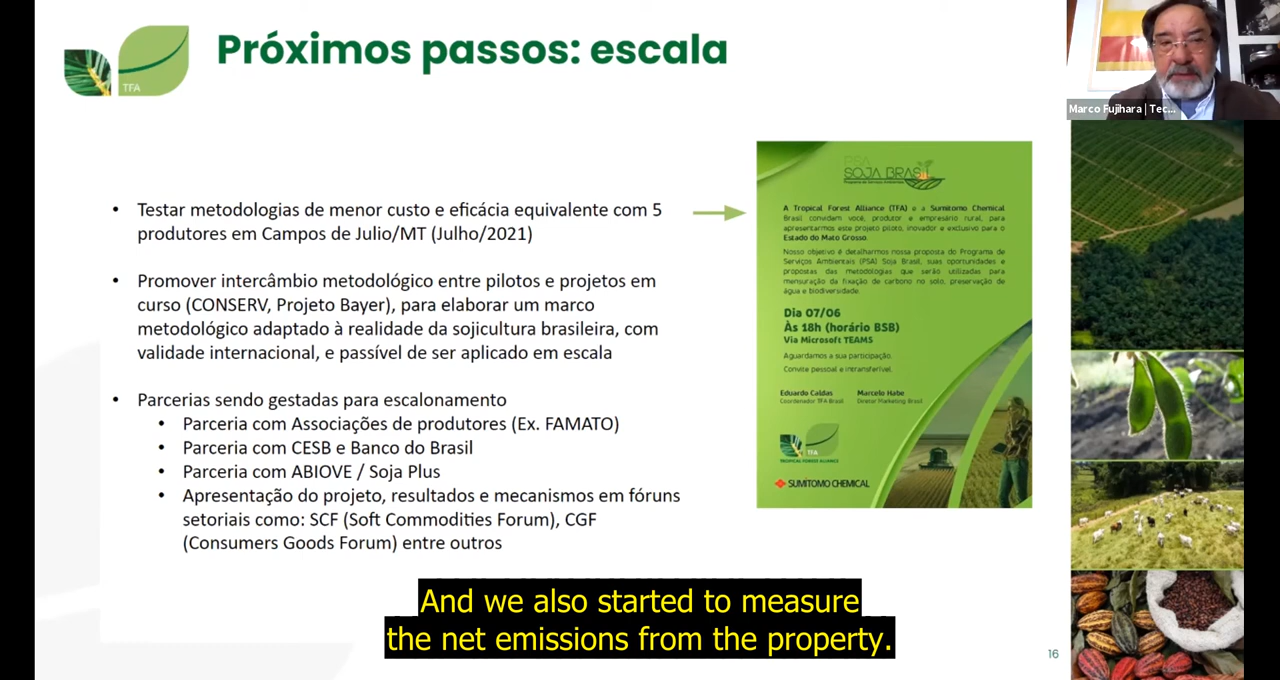 TFA
Próximos passos: escala
Marco Fujihara | Tec...
• Testar metodologias de menor custo e eficácia equivalente com 5
produtores em Campos de Julio/MT (Julho/2021)
• Promover intercâmbio metodológico entre pilotos e projetos em
curso (CONSERV, Projeto Bayer), para elaborar um marco
metodológico adaptado à realidade da sojicultura brasileira, com
validade internacional, e passível de ser aplicado em escala
• Parcerias sendo gestadas para escalonamento
• Parceria com Associações de produtores (Ex. FAMATO)
• Parceria com CESB e Banco do Brasil
• Parceria com ABIOVE / Soja Plus
• Apresentação do projeto, resultados e mecanismos em fóruns
setoriais como: SCF (Soft Commodities Forum), CGF
(Consumers Goods Forum) entre outros
PSA
SOJA BRASIL
Programa de Serviços Ambientais
A Tropical Forest Alliance (TFA) e a Sumitomo Chemical
Brasil convidam você, produtor e empresário rural, para
apresentarmos este projeto piloto, inovador e exclusivo para o
Estado do Mato Grosso.
Nosso objetivo é detalharmos nossa proposta do Programa de
Serviços Ambientais (PSA) Soja Brasil, suas oportunidades e
propostas das metodologias que serão utilizadas para
mensuração da fixação de carbono no solo, preservação de
água e biodiversidade.
Dia 07/06
Às 18h (horário BSB)
Via Microsoft TEAMS
Aguardamos a sua participação.
Convite pessoal e intransferível.
Eduardo Caldas
Coordenador TFA Brasil
Marcelo Habe
Diretor Marketing Brasil
TFA
TROPICAL FOREST ALLIANCE
SUMITOMO CHEMICAL
And we also started to measure
the net emissions from the property.
16